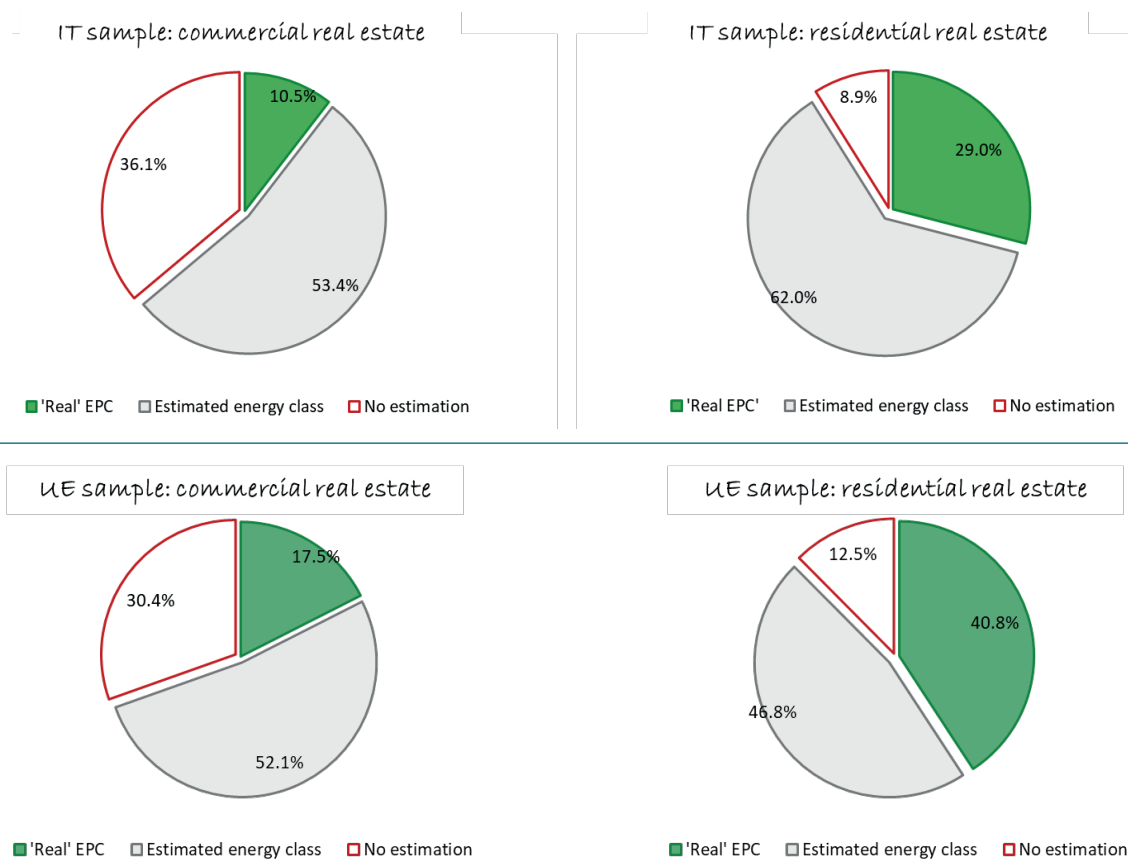 IT sample: commercial real estate
10.5%
36.1%
53.4%
'Real' EPC Estimated energy class No estimation
IT sample: residential real estate
8.9%
29.0%
62.0%
'Real EPC' Estimated energy class No estimation
UE sample: commercial real estate
17.5%
30.4%
52.1%
'Real' EPC Estimated energy class No estimation
UE sample: residential real estate
12.5%
40.8%
46.8%
'Real' EPC Estimated energy class No estimation